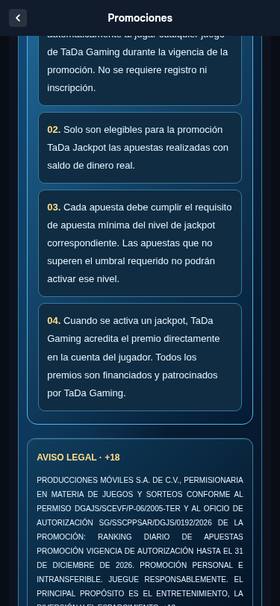 Promociones
automáticamente al jugar cualquier juego
de TaDa Gaming durante la vigencia de la
promoción. No se requiere registro ni
inscripción.
02. Solo son elegibles para la promoción
TaDa Jackpot las apuestas realizadas con
saldo de dinero real.
03. Cada apuesta debe cumplir el requisito
de apuesta mínima del nivel de jackpot
correspondiente. Las apuestas que no
superen el umbral requerido no podrán
activar ese nivel.
04. Cuando se activa un jackpot, TaDa
Gaming acredita el premio directamente
en la cuenta del jugador. Todos los
premios son financiados y patrocinados
por TaDa Gaming.
AVISO LEGAL · +18
PRODUCCIONES MÓVILES S.A. DE C.V., PERMISIONARIA
EN MATERIA DE JUEGOS Y SORTEOS CONFORME AL
PERMISO DGAJS/SCEVF/P-06/2005-TER Y AL OFICIO DE
AUTORIZACIÓN SG/SSCPPSAR/DGJS/0192/2026 DE LA
PROMOCIÓN: RANKING DIARIO DE APUESTAS
PROMOCIÓN VIGENCIA DE AUTORIZACIÓN HASTA EL 31
DE DICIEMBRE DE 2026. PROMOCIÓN PERSONAL E
INTRANSFERIBLE. JUEGUE RESPONSABLEMENTE. EL
PRINCIPAL PROPÓSITO ES EL ENTRETENIMIENTO, LA